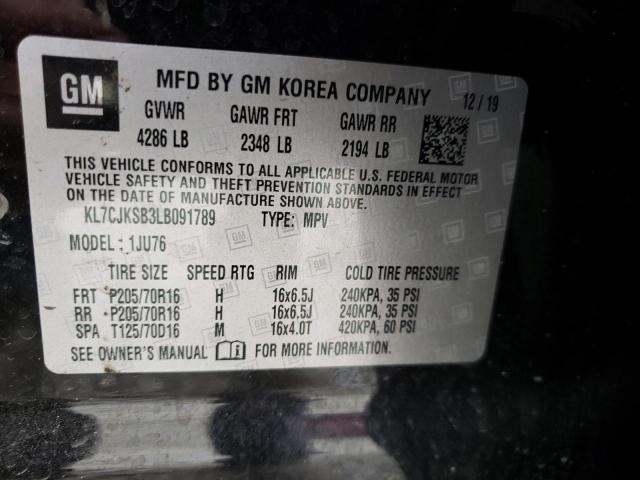 GM
MFD BY GM KOREA COMPANY 12/19
GVWR GAWR FRT GAWR RR
4286 LB 2348 LB 2194 LB
THIS VEHICLE CONFORMS TO ALL APPLICABLE U.S. FEDERAL MOTOR
VEHICLE SAFETY AND THEFT PREVENTION STANDARDS IN EFFECT
ON THE DATE OF MANUFACTURE SHOWN ABOVE.
KL7CJKSB3LB091789 TYPE: MPV
MODEL: 1JU76
TIRE SIZE SPEED RTG RIM COLD TIRE PRESSURE
FRT P205/70R16 H 16x6.5J 240KPA, 35 PSI
RR P205/70R16 H 16x6.5J 240KPA, 35 PSI
SPA T125/70D16 M 16x4.0T 420KPA, 60 PSI
SEE OWNER'S MANUAL FOR MORE INFORMATION.